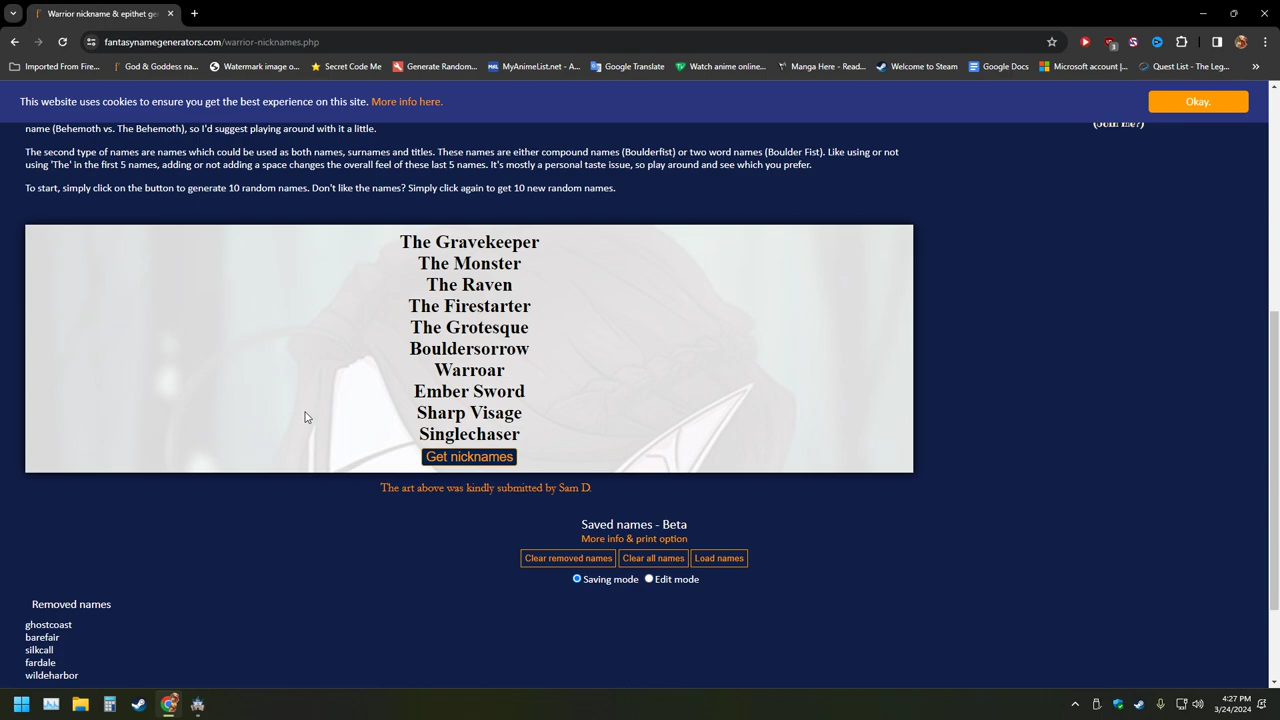 Warrior nickname & epithet ge
fantasynamegenerators.com/warrior-nicknames.php
3
Imported From Fire... God & Goddess na... Watermark image o... Secret Code Me Generate Random... MyAnimeList.net - A... Google Translate Watch anime online... Manga Here - Read... Welcome to Steam Google Docs Microsoft account |... Quest List - The Leg...
This website uses cookies to ensure you get the best experience on this site. More info here.
Okay.
name (Behemoth vs. The Behemoth), so I'd suggest playing around with it a little.
(Join me?)
The second type of names are names which could be used as both names, surnames and titles. These names are either compound names (Boulderfist) or two word names (Boulder Fist). Like using or not
using 'The' in the first 5 names, adding or not adding a space changes the overall feel of these last 5 names. It's mostly a personal taste issue, so play around and see which you prefer.
To start, simply click on the button to generate 10 random names. Don't like the names? Simply click again to get 10 new random names.
The Gravekeeper
The Monster
The Raven
The Firestarter
The Grotesque
Bouldersorrow
Warroar
Ember Sword
Sharp Visage
Singlechaser
Get nicknames
The art above was kindly submitted by Sam D.
Saved names - Beta
More info & print option
Clear removed names Clear all names Load names
Saving mode Edit mode
Removed names
ghostcoast
barefair
silkcall
fardale
wildeharbor
4:27 PM
3/24/2024